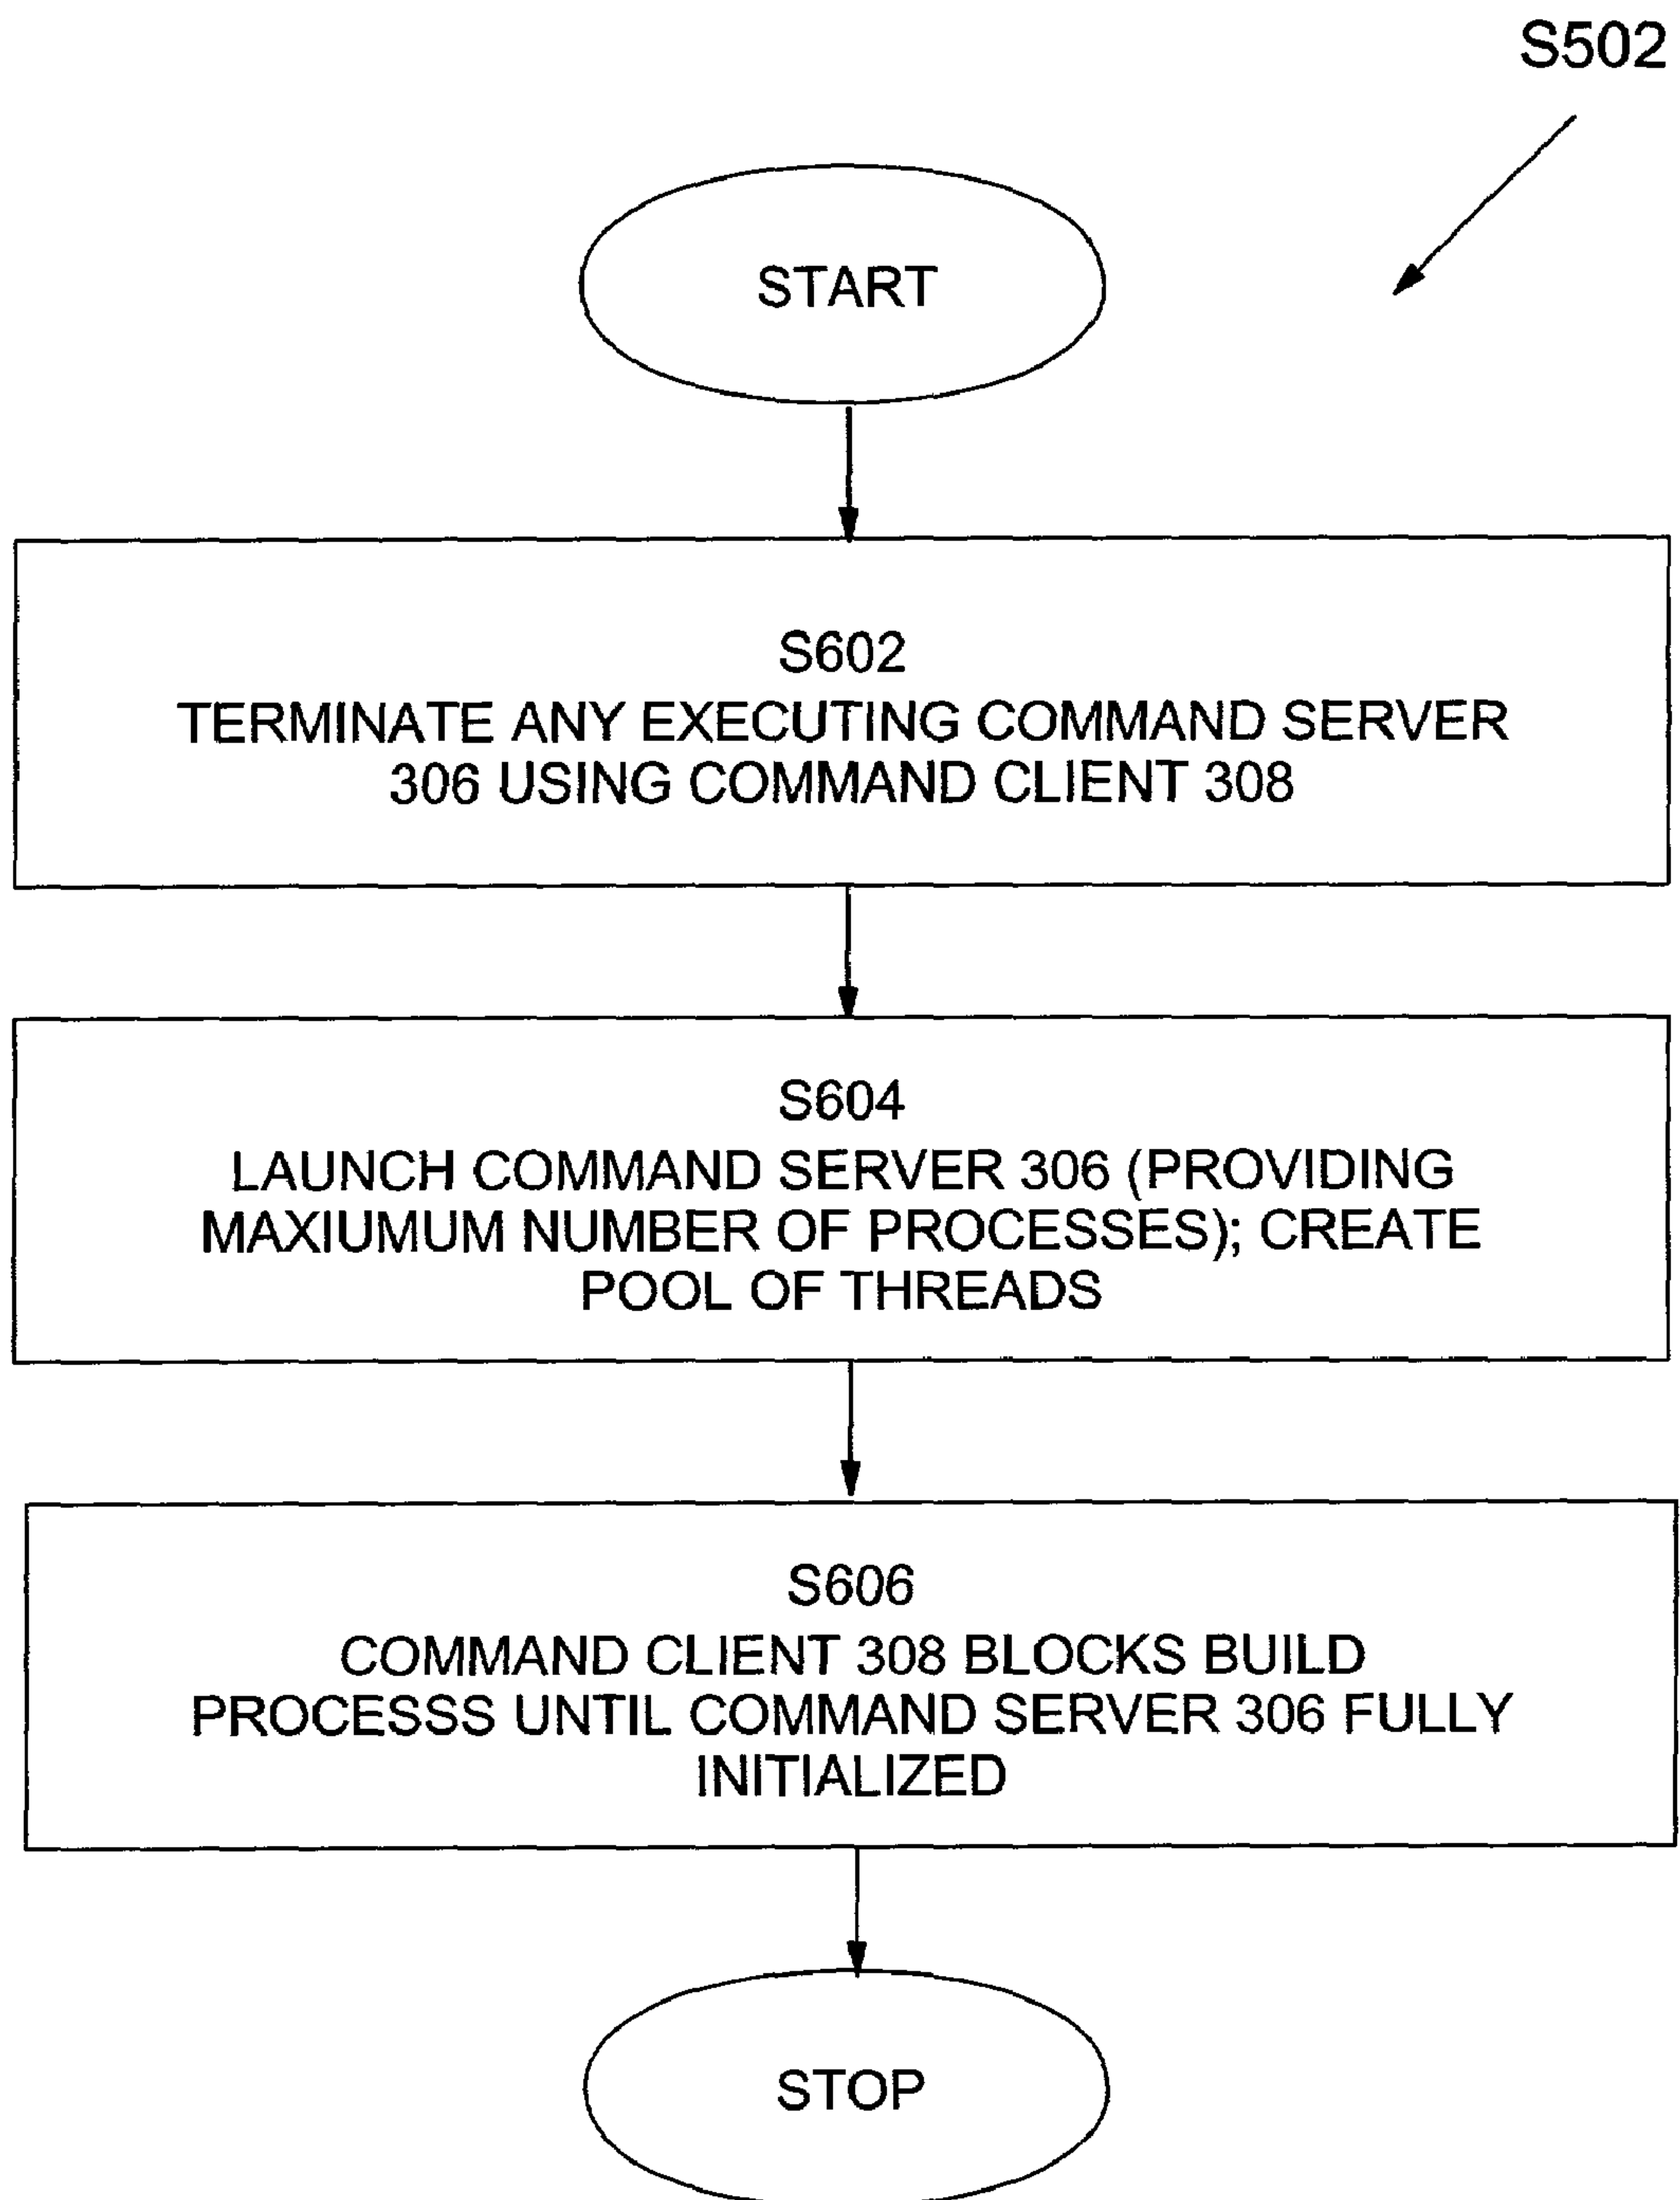 S502
START
S602
TERMINATE ANY EXECUTING COMMAND SERVER
306 USING COMMAND CLIENT 308
S604
LAUNCH COMMAND SERVER 306 (PROVIDING
MAXIUMUM NUMBER OF PROCESSES); CREATE
POOL OF THREADS
S606
COMMAND CLIENT 308 BLOCKS BUILD
PROCESSS UNTIL COMMAND SERVER 306 FULLY
INITIALIZED
STOP